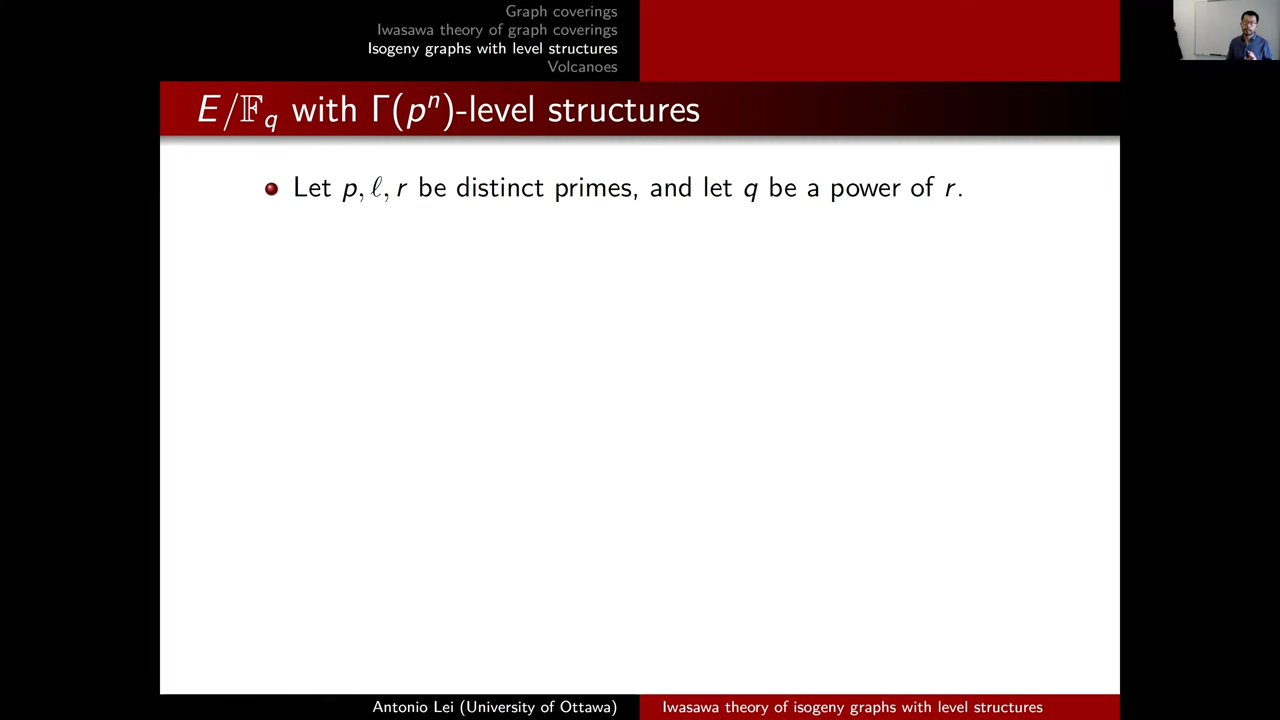 Graph coverings
Iwasawa theory of graph coverings
Isogeny graphs with level structures
Volcanoes
E/𝔽_q with Γ(pⁿ)-level structures
Let p, ℓ, r be distinct primes, and let q be a power of r.
Antonio Lei (University of Ottawa)
Iwasawa theory of isogeny graphs with level structures